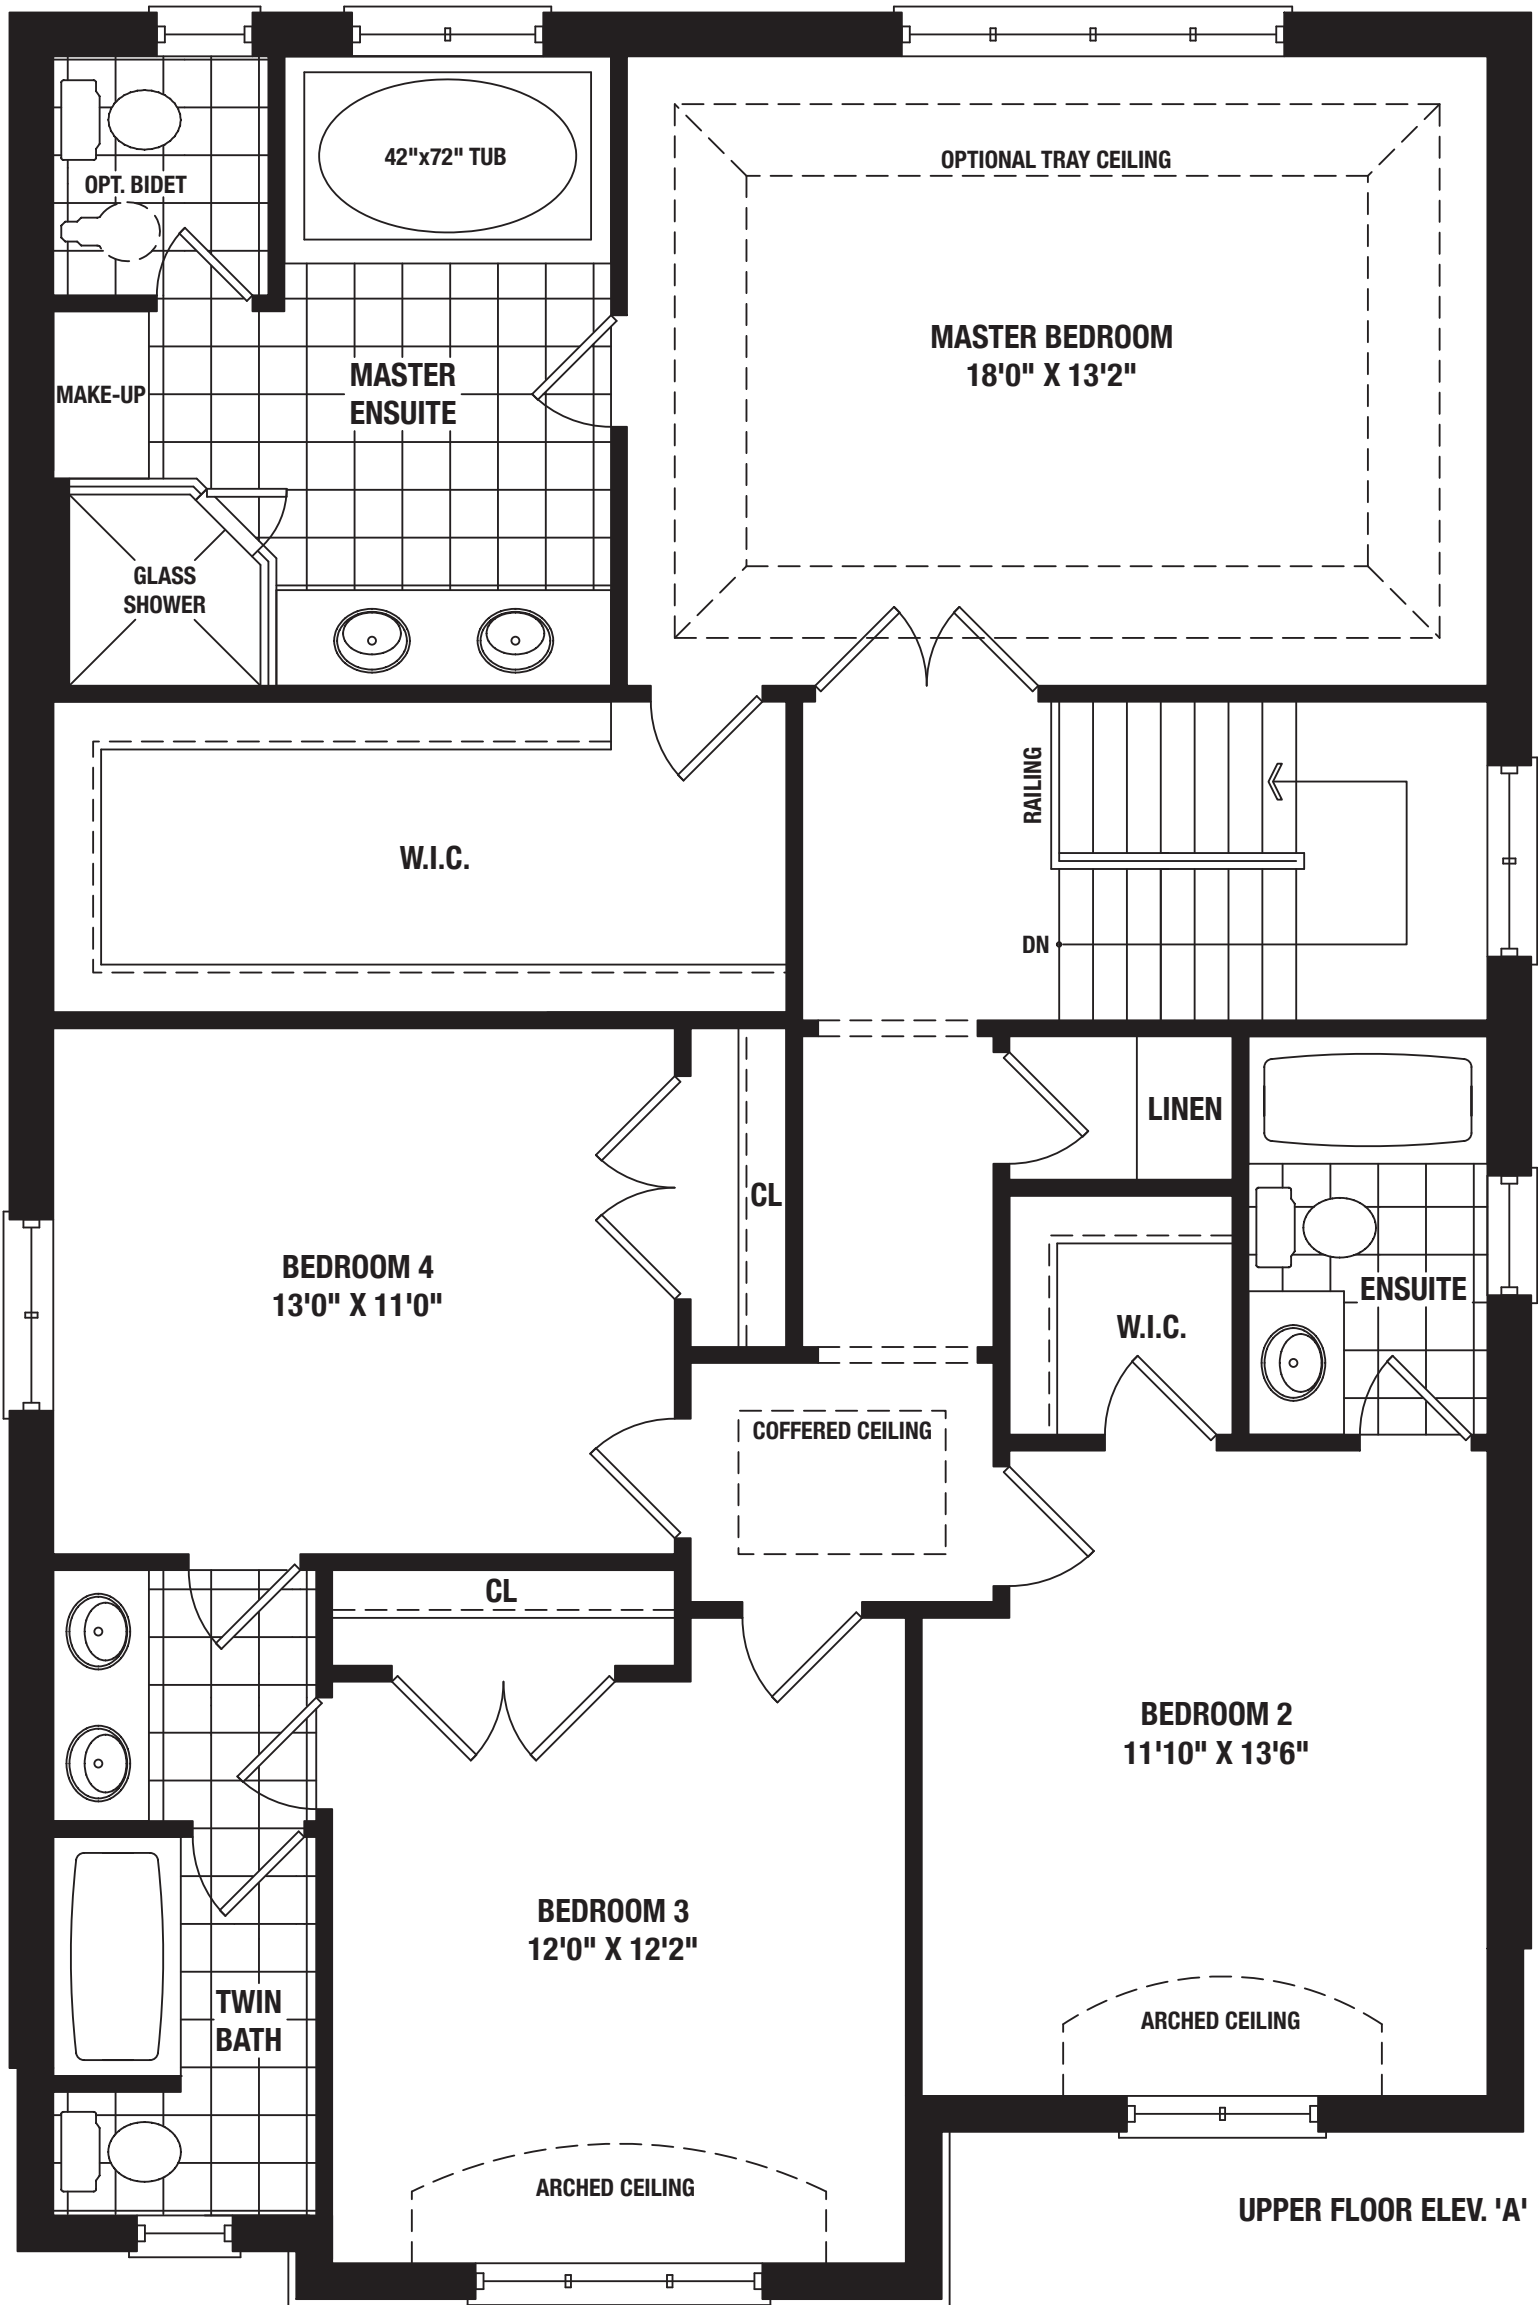 42"x72" TUB
OPTIONAL TRAY CEILING
OPT. BIDET
MASTER BEDROOM
18'0" X 13'2"
MAKE-UP
MASTER
ENSUITE
GLASS
SHOWER
RAILING
W.I.C.
DN
LINEN
CL
BEDROOM 4
13'0" X 11'0"
ENSUITE
W.I.C.
COFFERED CEILING
CL
BEDROOM 2
11'10" X 13'6"
BEDROOM 3
12'0" X 12'2"
TWIN
BATH
ARCHED CEILING
ARCHED CEILING
UPPER FLOOR ELEV. 'A'